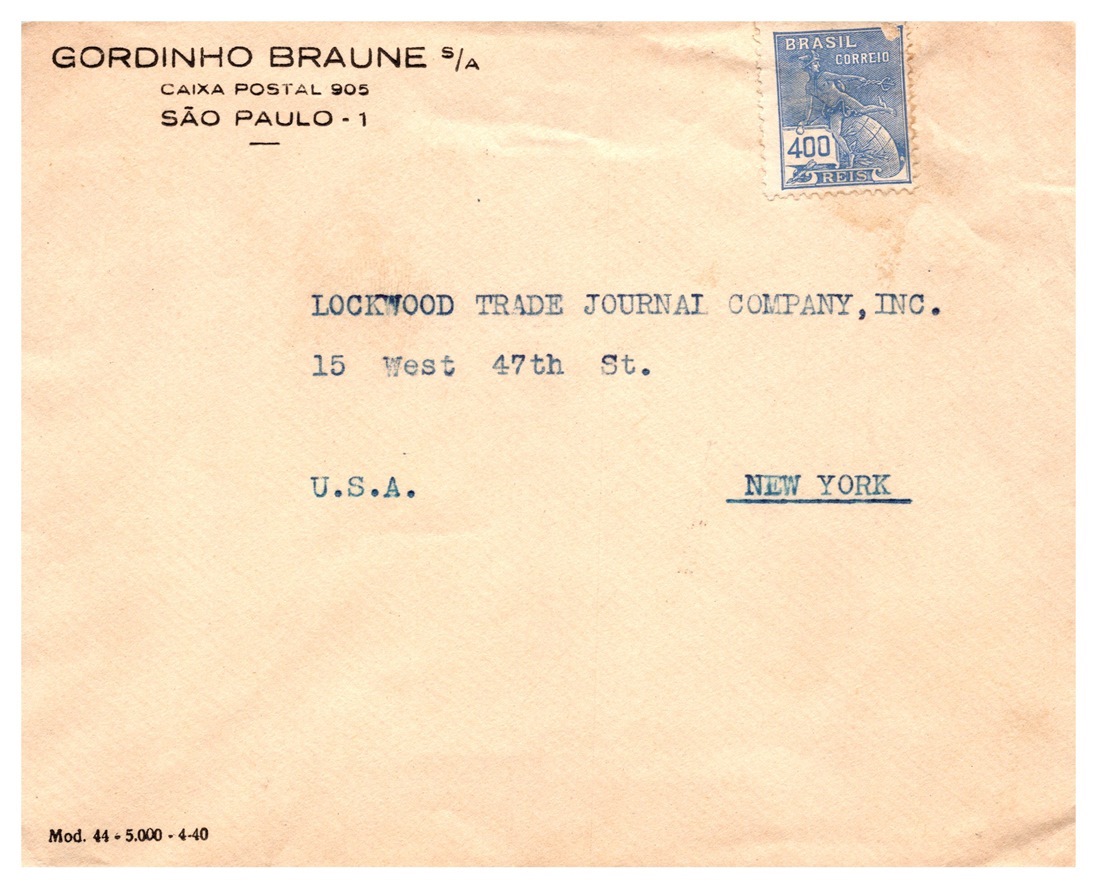 GORDINHO BRAUNE S/A
CAIXA POSTAL 905
SÃO PAULO - 1
BRASIL
CORREIO
400
REIS
LOCKWOOD TRADE JOURNAL COMPANY, INC.
15 West 47th St.
U.S.A. NEW YORK
Mod. 44 - 5.000 - 4-40